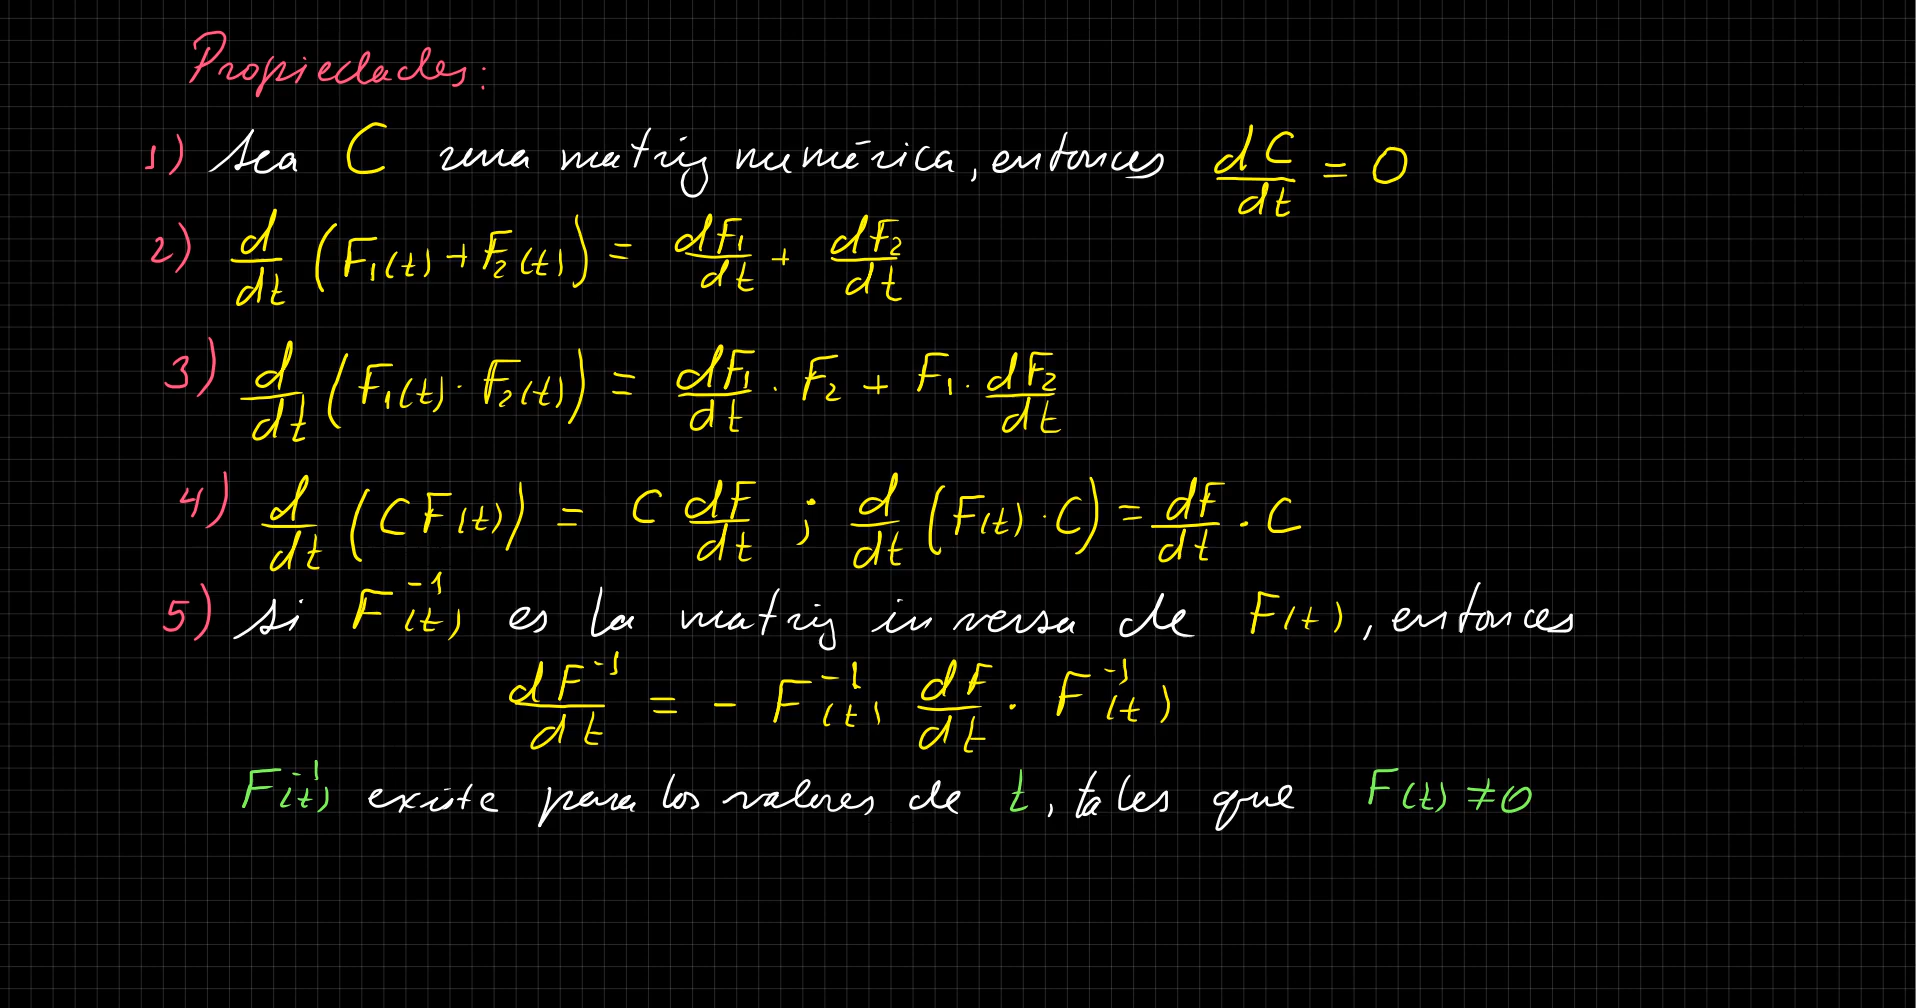 Propiedades:
1) Sea C una matriz numérica, entonces dC/dt = 0
2) d/dt (F₁(t) + F₂(t)) = dF₁/dt + dF₂/dt
3) d/dt (F₁(t) · F₂(t)) = dF₁/dt · F₂ + F₁ · dF₂/dt
4) d/dt (C F(t)) = C dF/dt ; d/dt (F(t) · C) = dF/dt · C
5) Si F⁻¹(t) es la matriz inversa de F(t), entonces
dF⁻¹/dt = - F⁻¹(t) dF/dt · F⁻¹(t)
F⁻¹(t) existe para los valores de t, tales que F(t) ≠ 0